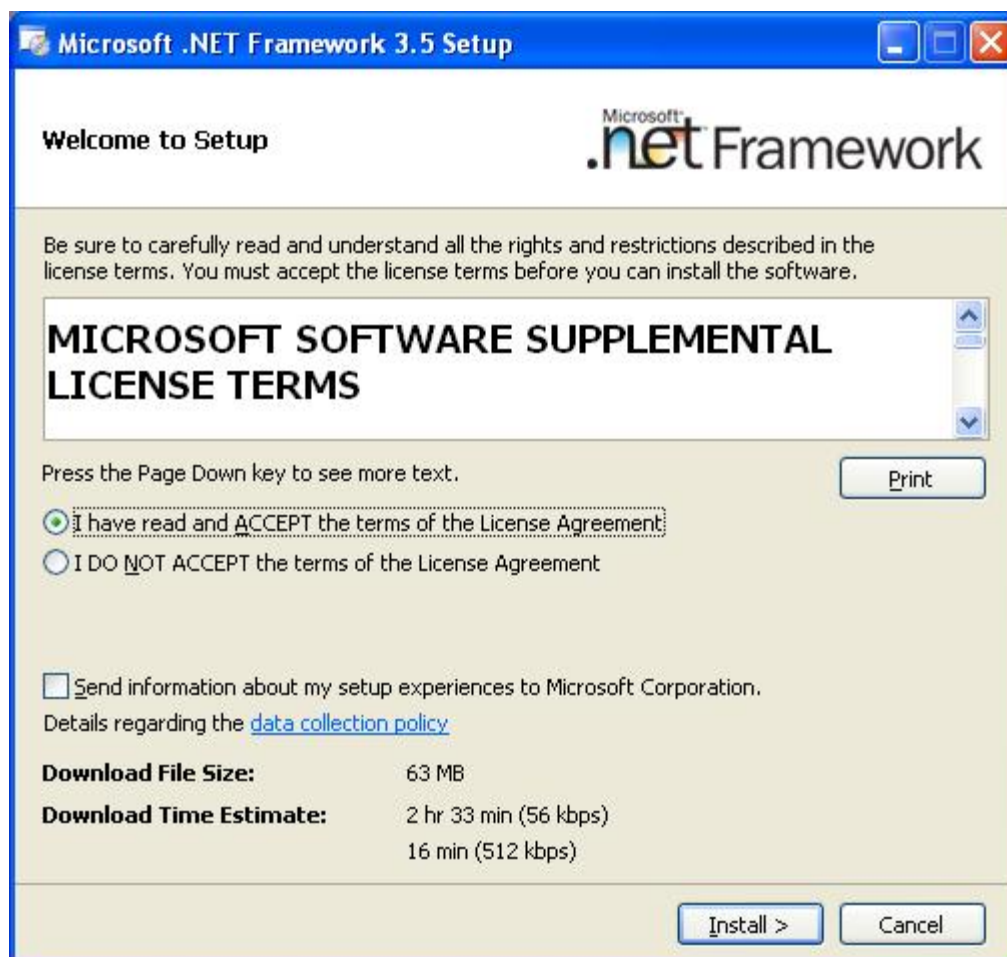 Microsoft .NET Framework 3.5 Setup
Welcome to Setup
Microsoft
.net Framework
Be sure to carefully read and understand all the rights and restrictions described in the
license terms. You must accept the license terms before you can install the software.
MICROSOFT SOFTWARE SUPPLEMENTAL
LICENSE TERMS
Press the Page Down key to see more text.
Print
I have read and ACCEPT the terms of the License Agreement
I DO NOT ACCEPT the terms of the License Agreement
Send information about my setup experiences to Microsoft Corporation.
Details regarding the data collection policy
Download File Size: 63 MB
Download Time Estimate: 2 hr 33 min (56 kbps)
16 min (512 kbps)
Install > Cancel